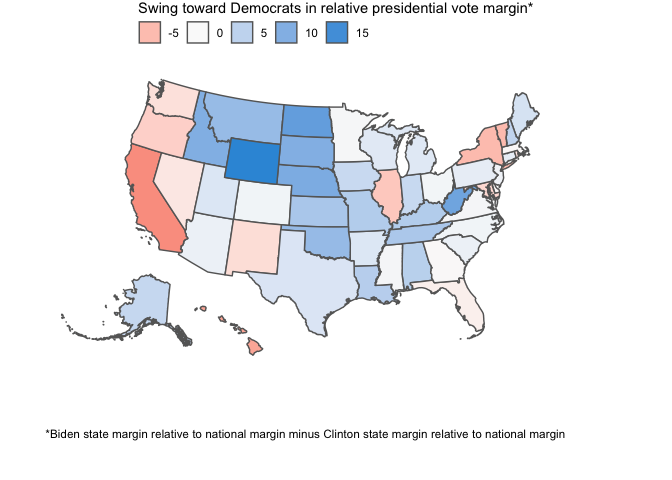 Swing toward Democrats in relative presidential vote margin*
-5 0 5 10 15
*Biden state margin relative to national margin minus Clinton state margin relative to national margin